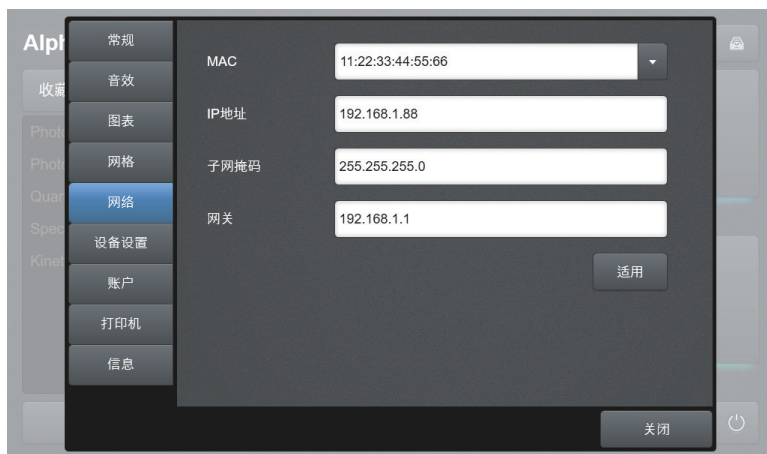 Alph
收藏
Photo
Photo
Quan
Spec
Kinet
常规
音效
图表
网格
网络
设备设置
账户
打印机
信息
MAC
11:22:33:44:55:66
IP地址
192.168.1.88
子网掩码
255.255.255.0
网关
192.168.1.1
适用
关闭